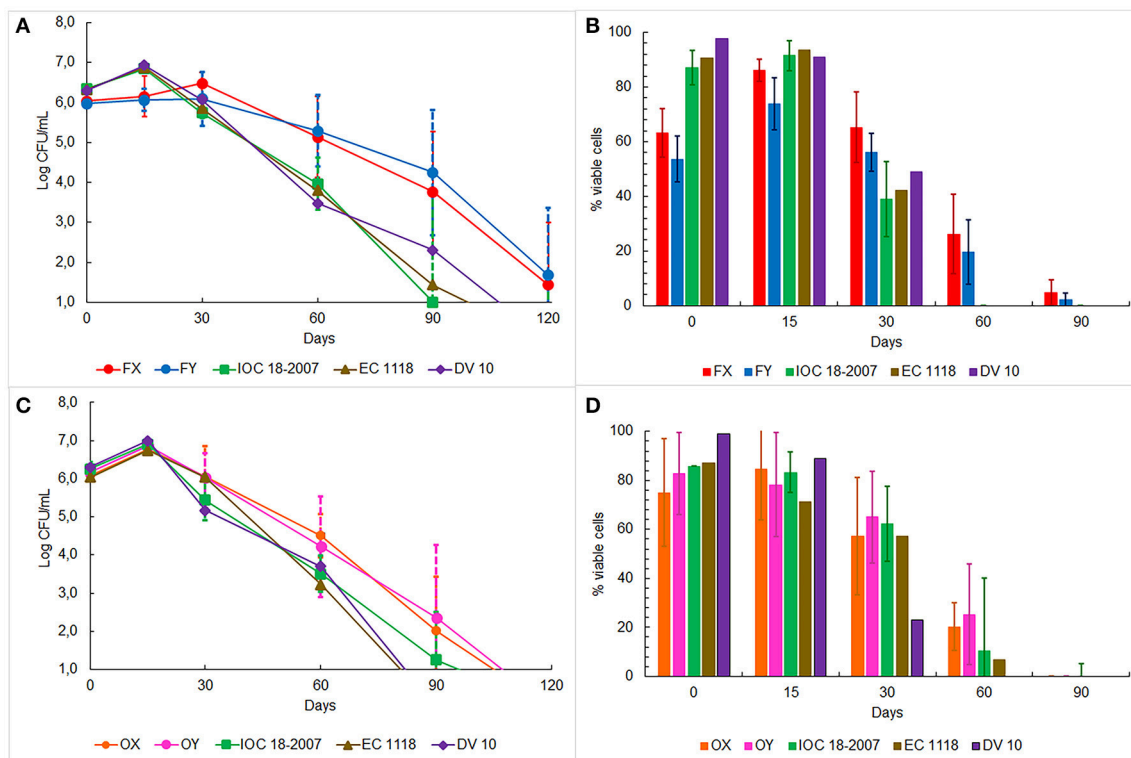 A
Log CFU/mL
8,0
7,0
6,0
5,0
4,0
3,0
2,0
1,0
0 30 60 90 120
Days
FX FY IOC 18-2007 EC 1118 DV 10
B
% viable cells
100
80
60
40
20
0
0 15 30 60 90
Days
FX FY IOC 18-2007 EC 1118 DV 10
C
Log CFU/mL
8,0
7,0
6,0
5,0
4,0
3,0
2,0
1,0
0 30 60 90 120
Days
OX OY IOC 18-2007 EC 1118 DV 10
D
% viable cells
100
80
60
40
20
0
0 15 30 60 90
Days
OX OY IOC 18-2007 EC 1118 DV 10